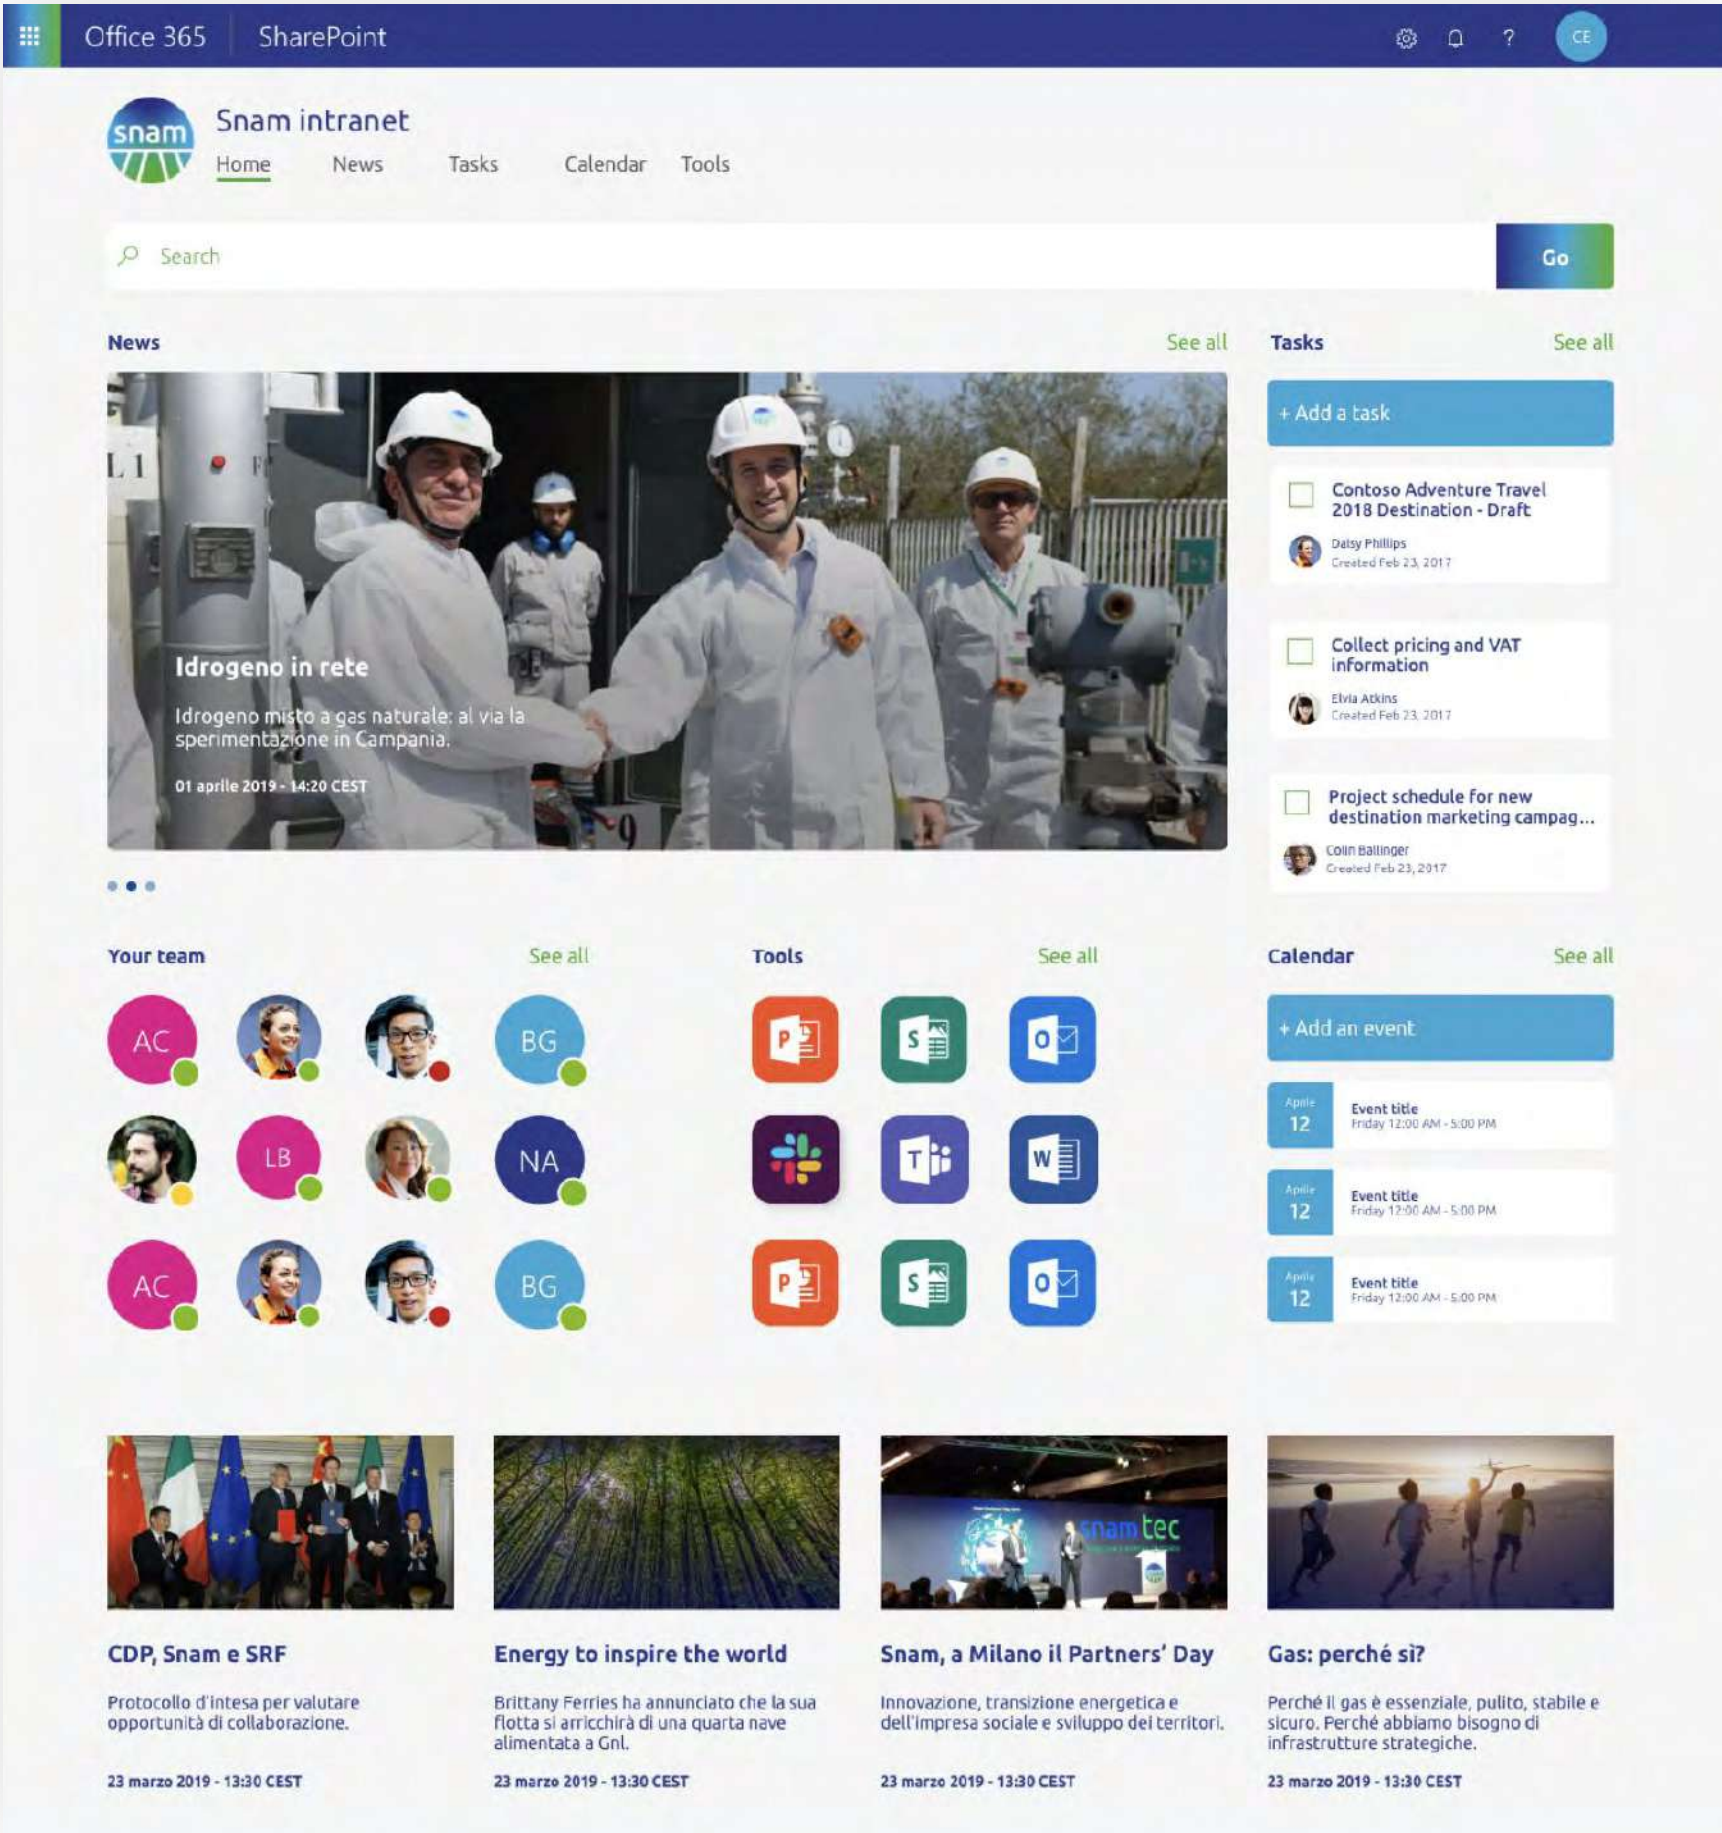 Office 365
SharePoint
?
CE
snam
Snam intranet
Home
News
Tasks
Calendar
Tools
Search
Go
News
See all
L1
Idrogeno in rete
Idrogeno misto a gas naturale: al via la
sperimentazione in Campania.
01 aprile 2019 - 14:20 CEST
Tasks
See all
+ Add a task
Contoso Adventure Travel
2018 Destination - Draft
Daisy Phillips
Created Feb 23, 2017
Collect pricing and VAT
information
Elvia Atkins
Created Feb 23, 2017
Project schedule for new
destination marketing campag...
Colin Ballinger
Created Feb 23, 2017
Your team
See all
AC
BG
LB
NA
AC
BG
Tools
See all
P
S
O
T
W
P
S
O
Calendar
See all
+ Add an event
Aprile
12
Event title
Friday 12:00 AM - 5:00 PM
Aprile
12
Event title
Friday 12:00 AM - 5:00 PM
Aprile
12
Event title
Friday 12:00 AM - 5:00 PM
CDP, Snam e SRF
Protocollo d'intesa per valutare
opportunità di collaborazione.
23 marzo 2019 - 13:30 CEST
Energy to inspire the world
Brittany Ferries ha annunciato che la sua
flotta si arricchirà di una quarta nave
alimentata a Gnl.
23 marzo 2019 - 13:30 CEST
snam tec
Snam, a Milano il Partners' Day
Innovazione, transizione energetica e
dell'impresa sociale e sviluppo dei territori.
23 marzo 2019 - 13:30 CEST
Gas: perché sì?
Perché il gas è essenziale, pulito, stabile e
sicuro. Perché abbiamo bisogno di
infrastrutture strategiche.
23 marzo 2019 - 13:30 CEST